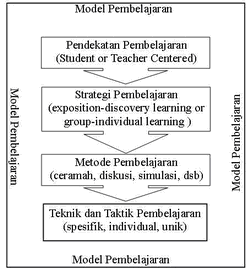 Model Pembelajaran
Pendekatan Pembelajaran
(Student or Teacher Centered)
Strategi Pembelajaran
(exposition-discovery learning or
group-individual learning )
Model Pembelajaran
Model Pembelajaran
Metode Pembelajaran
(ceramah, diskusi, simulasi, dsb)
Teknik dan Taktik Pembelajaran
(spesifik, individual, unik)
Model Pembelajaran